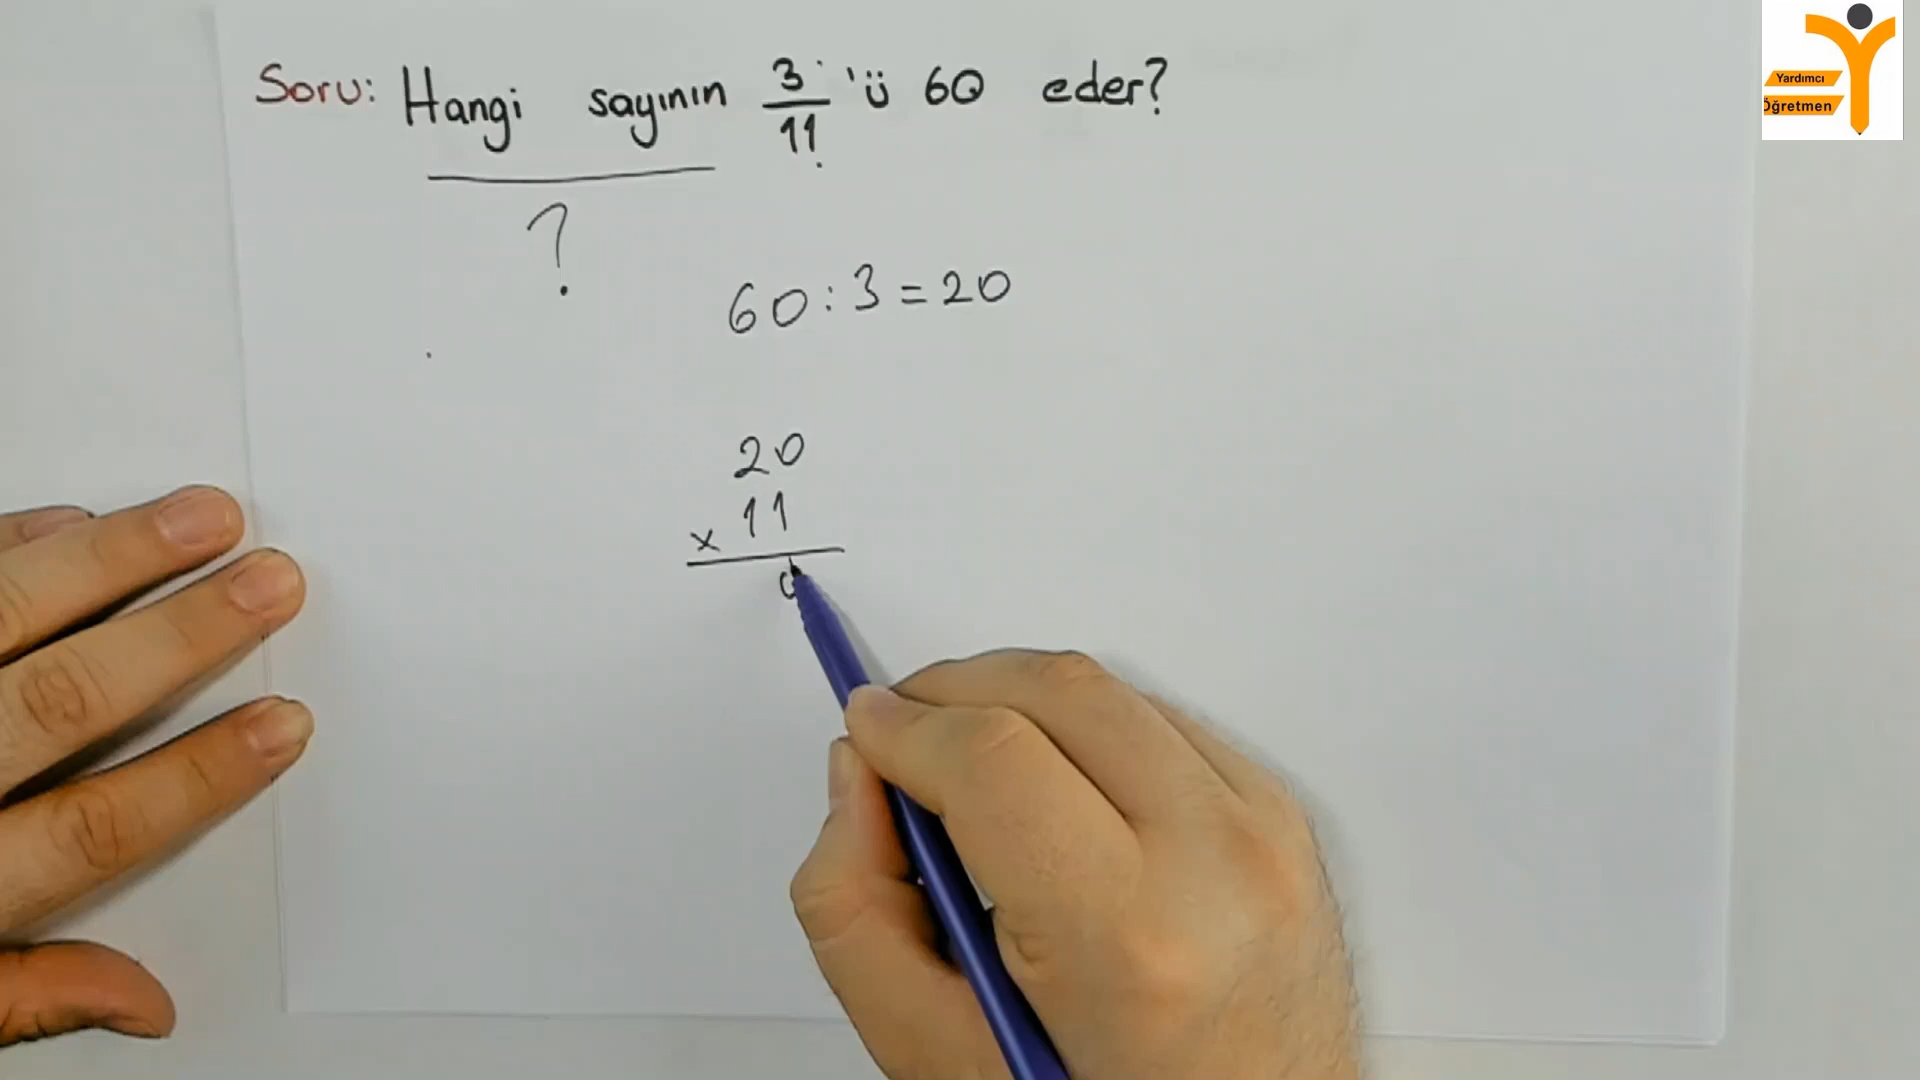 Soru: Hangi sayının 3/11 'ü 60 eder?
?
60:3=20
20
11
x
0
Yardımcı
Öğretmen